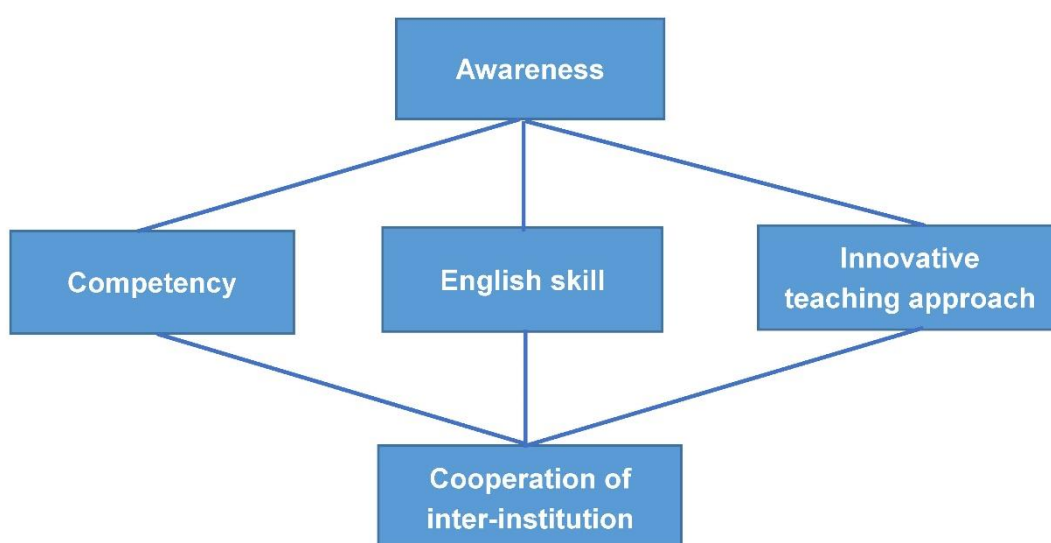 Awareness
Competency
English skill
Innovative
teaching approach
Cooperation of
inter-institution